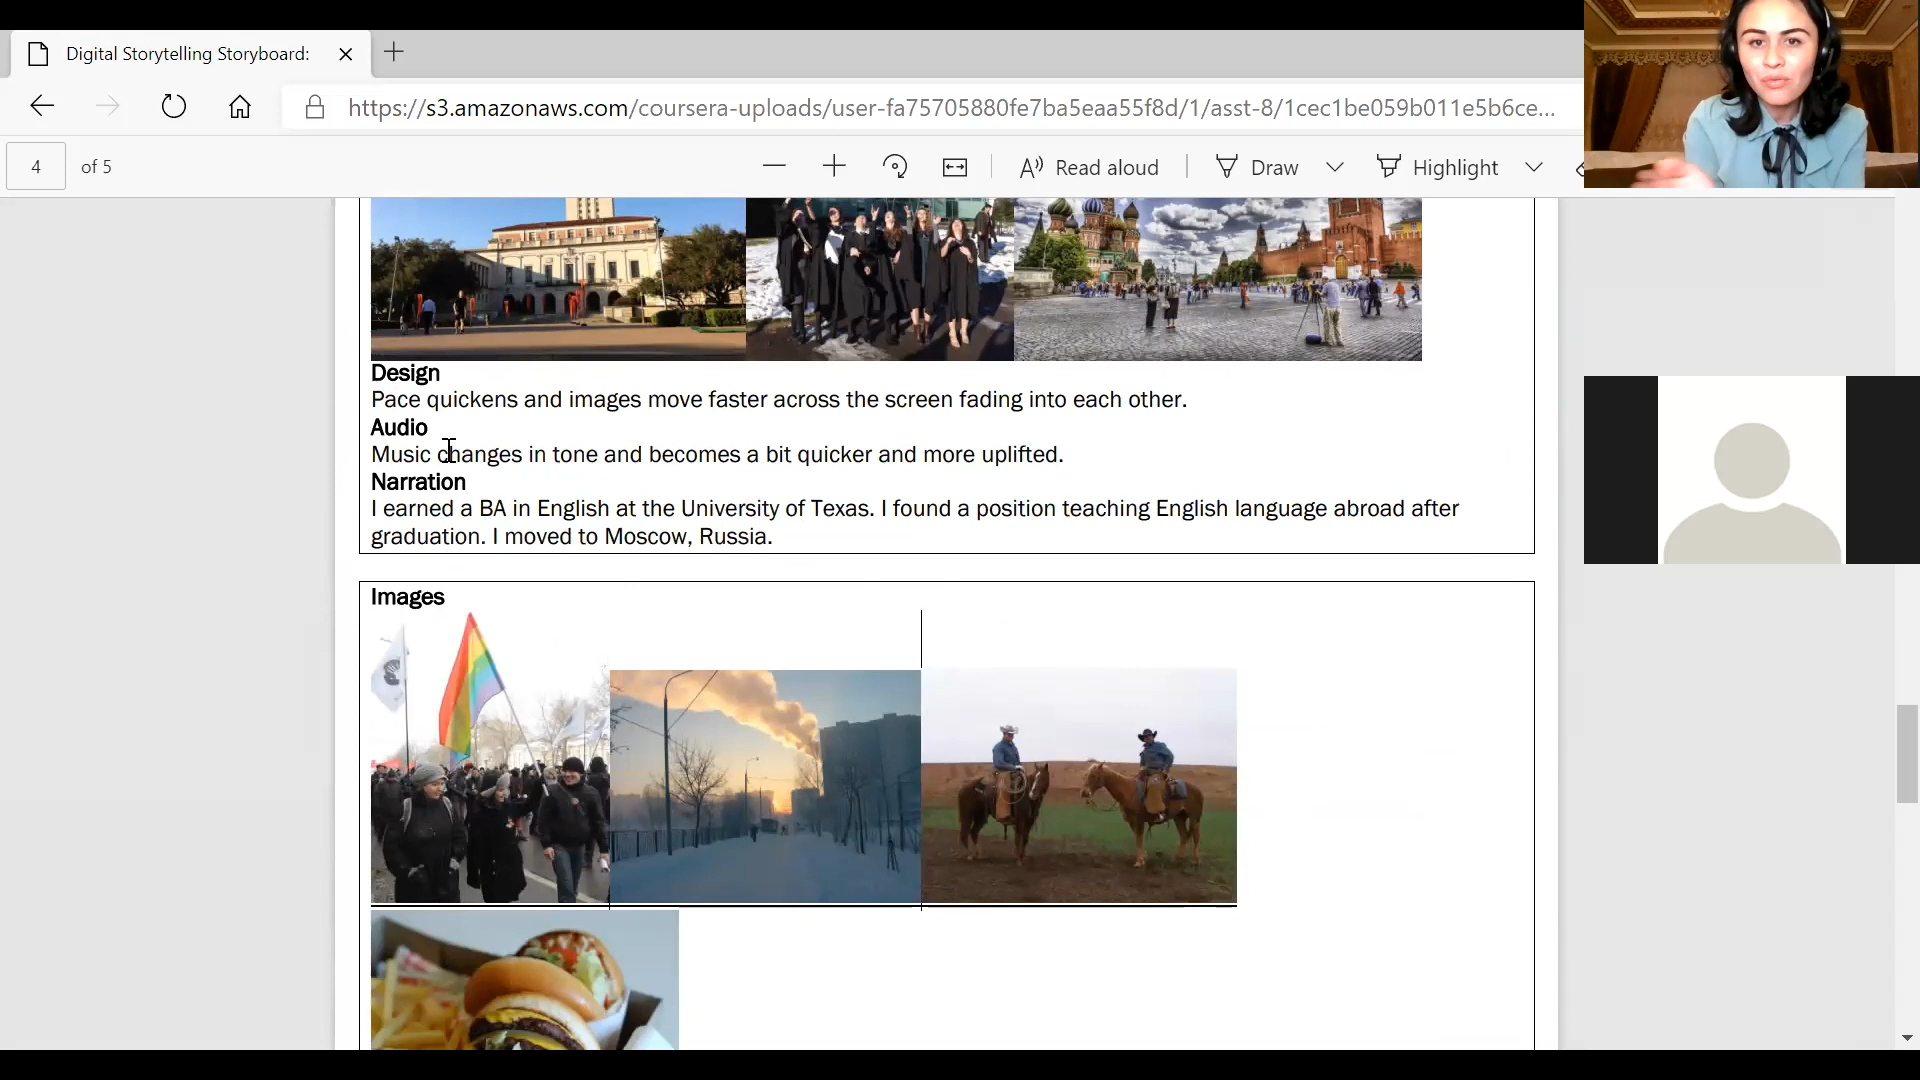 Digital Storytelling Storyboard:
https://s3.amazonaws.com/coursera-uploads/user-fa75705880fe7ba5eaa55f8d/1/asst-8/1cec1be059b011e5b6ce...
4 of 5 Read aloud Draw Highlight
Design
Pace quickens and images move faster across the screen fading into each other.
Audio
Music changes in tone and becomes a bit quicker and more uplifted.
Narration
I earned a BA in English at the University of Texas. I found a position teaching English language abroad after
graduation. I moved to Moscow, Russia.
Images